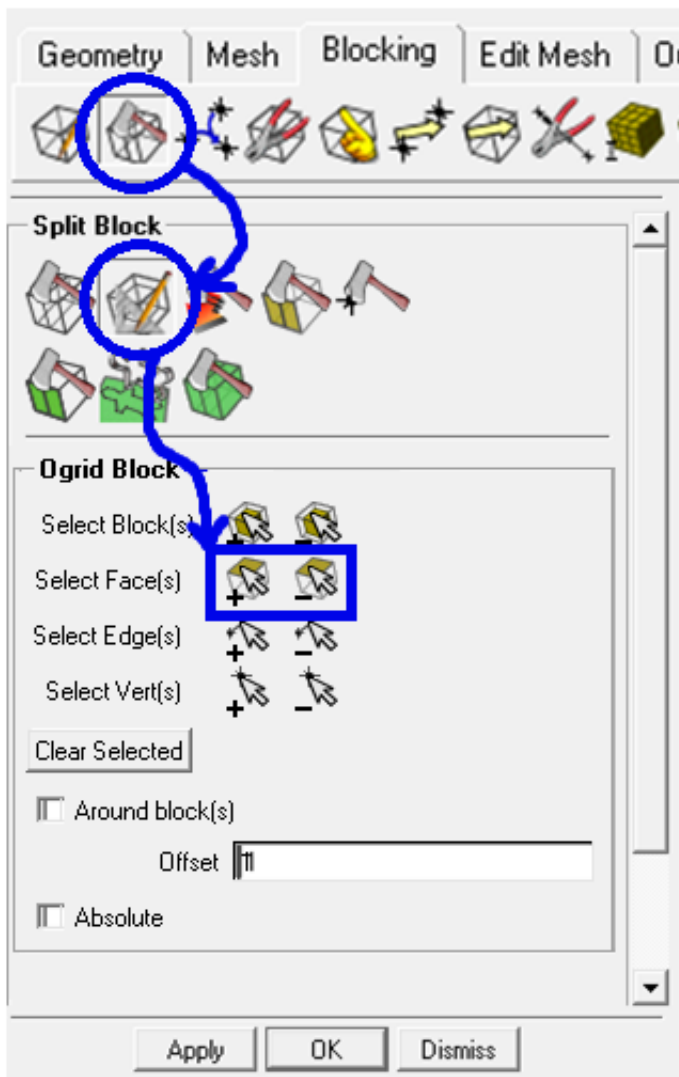 Geometry Mesh Blocking Edit Mesh
Split Block
Ogrid Block
Select Block(s)
Select Face(s)
Select Edge(s)
Select Vert(s)
Clear Selected
Around block(s)
Offset
Absolute
Apply OK Dismiss